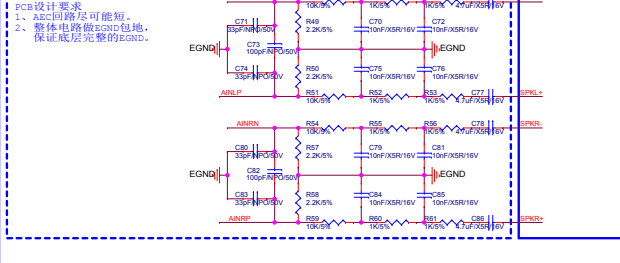 PCB设计要求
1、AEC回路尽可能短。
2、整体电路做EGND包地,
保证底层完整的EGND。
10K/5% 1K/5% 1K/5% 4.7uF/X5R/16V
C71 R49 C70 C72
33pF/NPO/50V 2.2K/5% 10nF/X5R/16V 10nF/X5R/16V
EGND C73 EGND
100pF/NPO/50V
C74 R50 C75 C76
33pF/NPO/50V 2.2K/5% 10nF/X5R/16V 10nF/X5R/16V
AINLP R51 R52 R53 C77 SPKL+
10K/5% 1K/5% 1K/5% 4.7uF/X5R/16V
AINRN R54 R55 R56 C78 SPKR-
10K/5% 1K/5% 1K/5% 4.7uF/X5R/16V
C80 R57 C79 C81
33pF/NPO/50V 2.2K/5% 10nF/X5R/16V 10nF/X5R/16V
EGND C82 EGND
100pF/NPO/50V
C83 R58 C84 C85
33pF/NPO/50V 2.2K/5% 10nF/X5R/16V 10nF/X5R/16V
AINRP R59 R60 R61 C86 SPKR+
10K/5% 1K/5% 1K/5% 4.7uF/X5R/16V